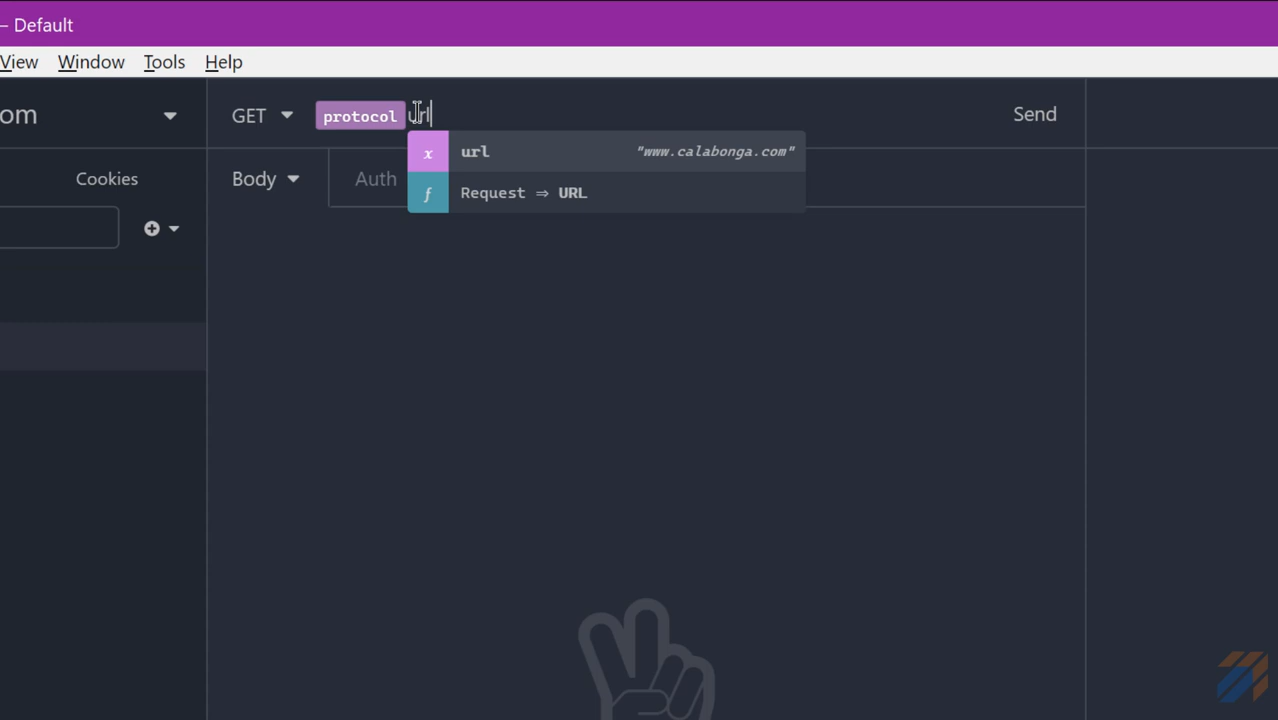 – Default
View Window Tools Help
om
GET protocol url Send
x url "www.calabonga.com"
Cookies
Body Auth
f Request ⇒ URL